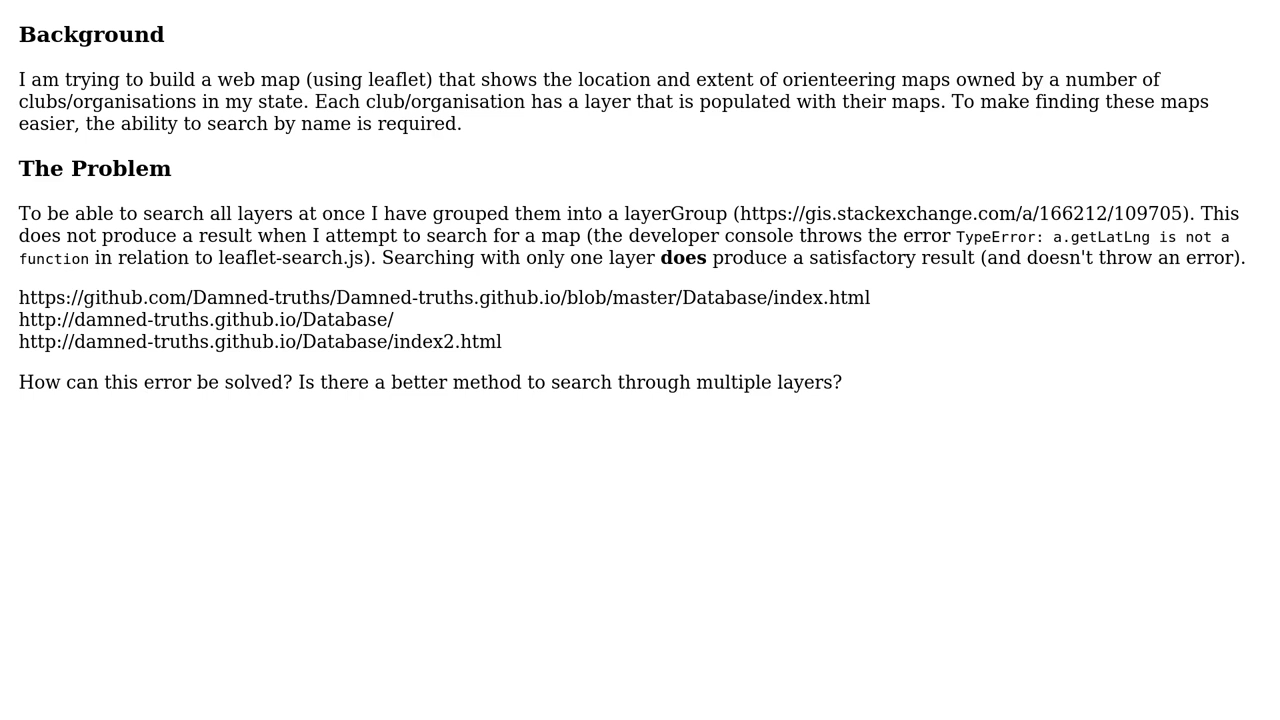 Background
I am trying to build a web map (using leaflet) that shows the location and extent of orienteering maps owned by a number of
clubs/organisations in my state. Each club/organisation has a layer that is populated with their maps. To make finding these maps
easier, the ability to search by name is required.
The Problem
To be able to search all layers at once I have grouped them into a layerGroup (https://gis.stackexchange.com/a/166212/109705). This
does not produce a result when I attempt to search for a map (the developer console throws the error TypeError: a.getLatLng is not a
function in relation to leaflet-search.js). Searching with only one layer does produce a satisfactory result (and doesn't throw an error).
https://github.com/Damned-truths/Damned-truths.github.io/blob/master/Database/index.html
http://damned-truths.github.io/Database/
http://damned-truths.github.io/Database/index2.html
How can this error be solved? Is there a better method to search through multiple layers?